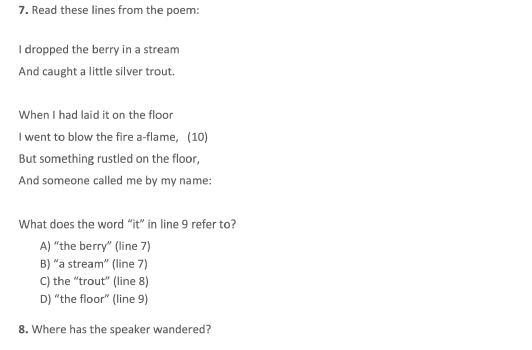 7. Read these lines from the poem:
I dropped the berry in a stream
And caught a little silver trout.
When I had laid it on the floor
I went to blow the fire a-flame, (10)
But something rustled on the floor,
And someone called me by my name:
What does the word “it” in line 9 refer to?
A) “the berry” (line 7)
B) “a stream” (line 7)
C) the “trout” (line 8)
D) “the floor” (line 9)
8. Where has the speaker wandered?